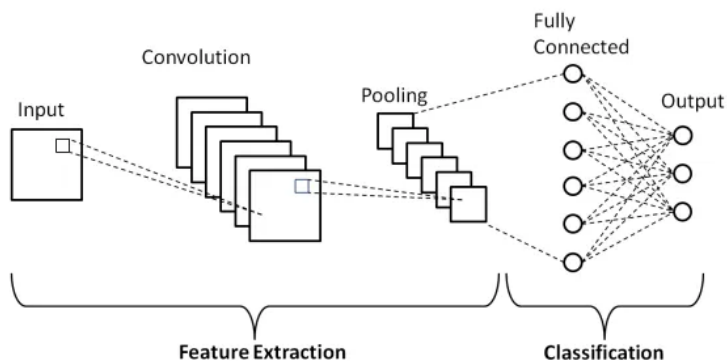 Input
Convolution
Pooling
Fully
Connected
Output
Feature Extraction
Classification